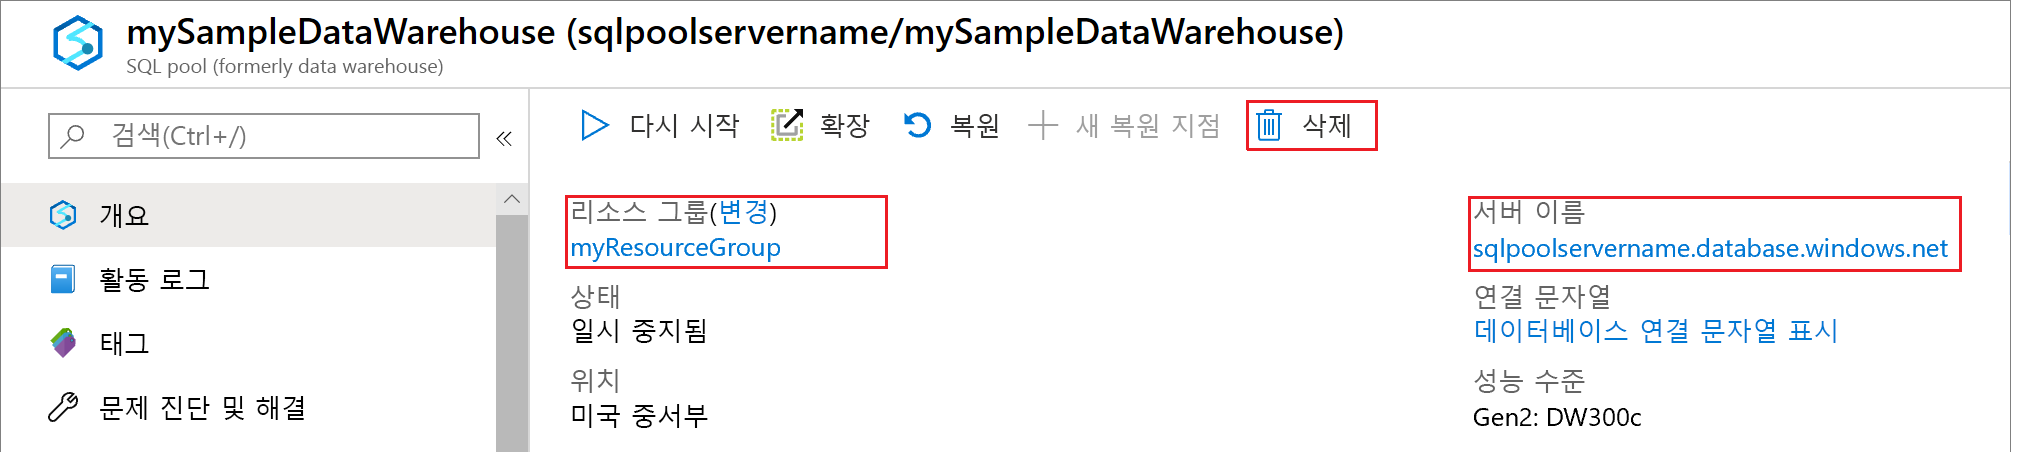 mySampleDataWarehouse (sqlpoolservername/mySampleDataWarehouse)
SQL pool (formerly data warehouse)
검색(Ctrl+/)
«
다시 시작
확장
복원
새 복원 지점
삭제
개요
활동 로그
태그
문제 진단 및 해결
리소스 그룹(변경)
myResourceGroup
상태
일시 중지됨
위치
미국 중서부
서버 이름
sqlpoolservername.database.windows.net
연결 문자열
데이터베이스 연결 문자열 표시
성능 수준
Gen2: DW300c